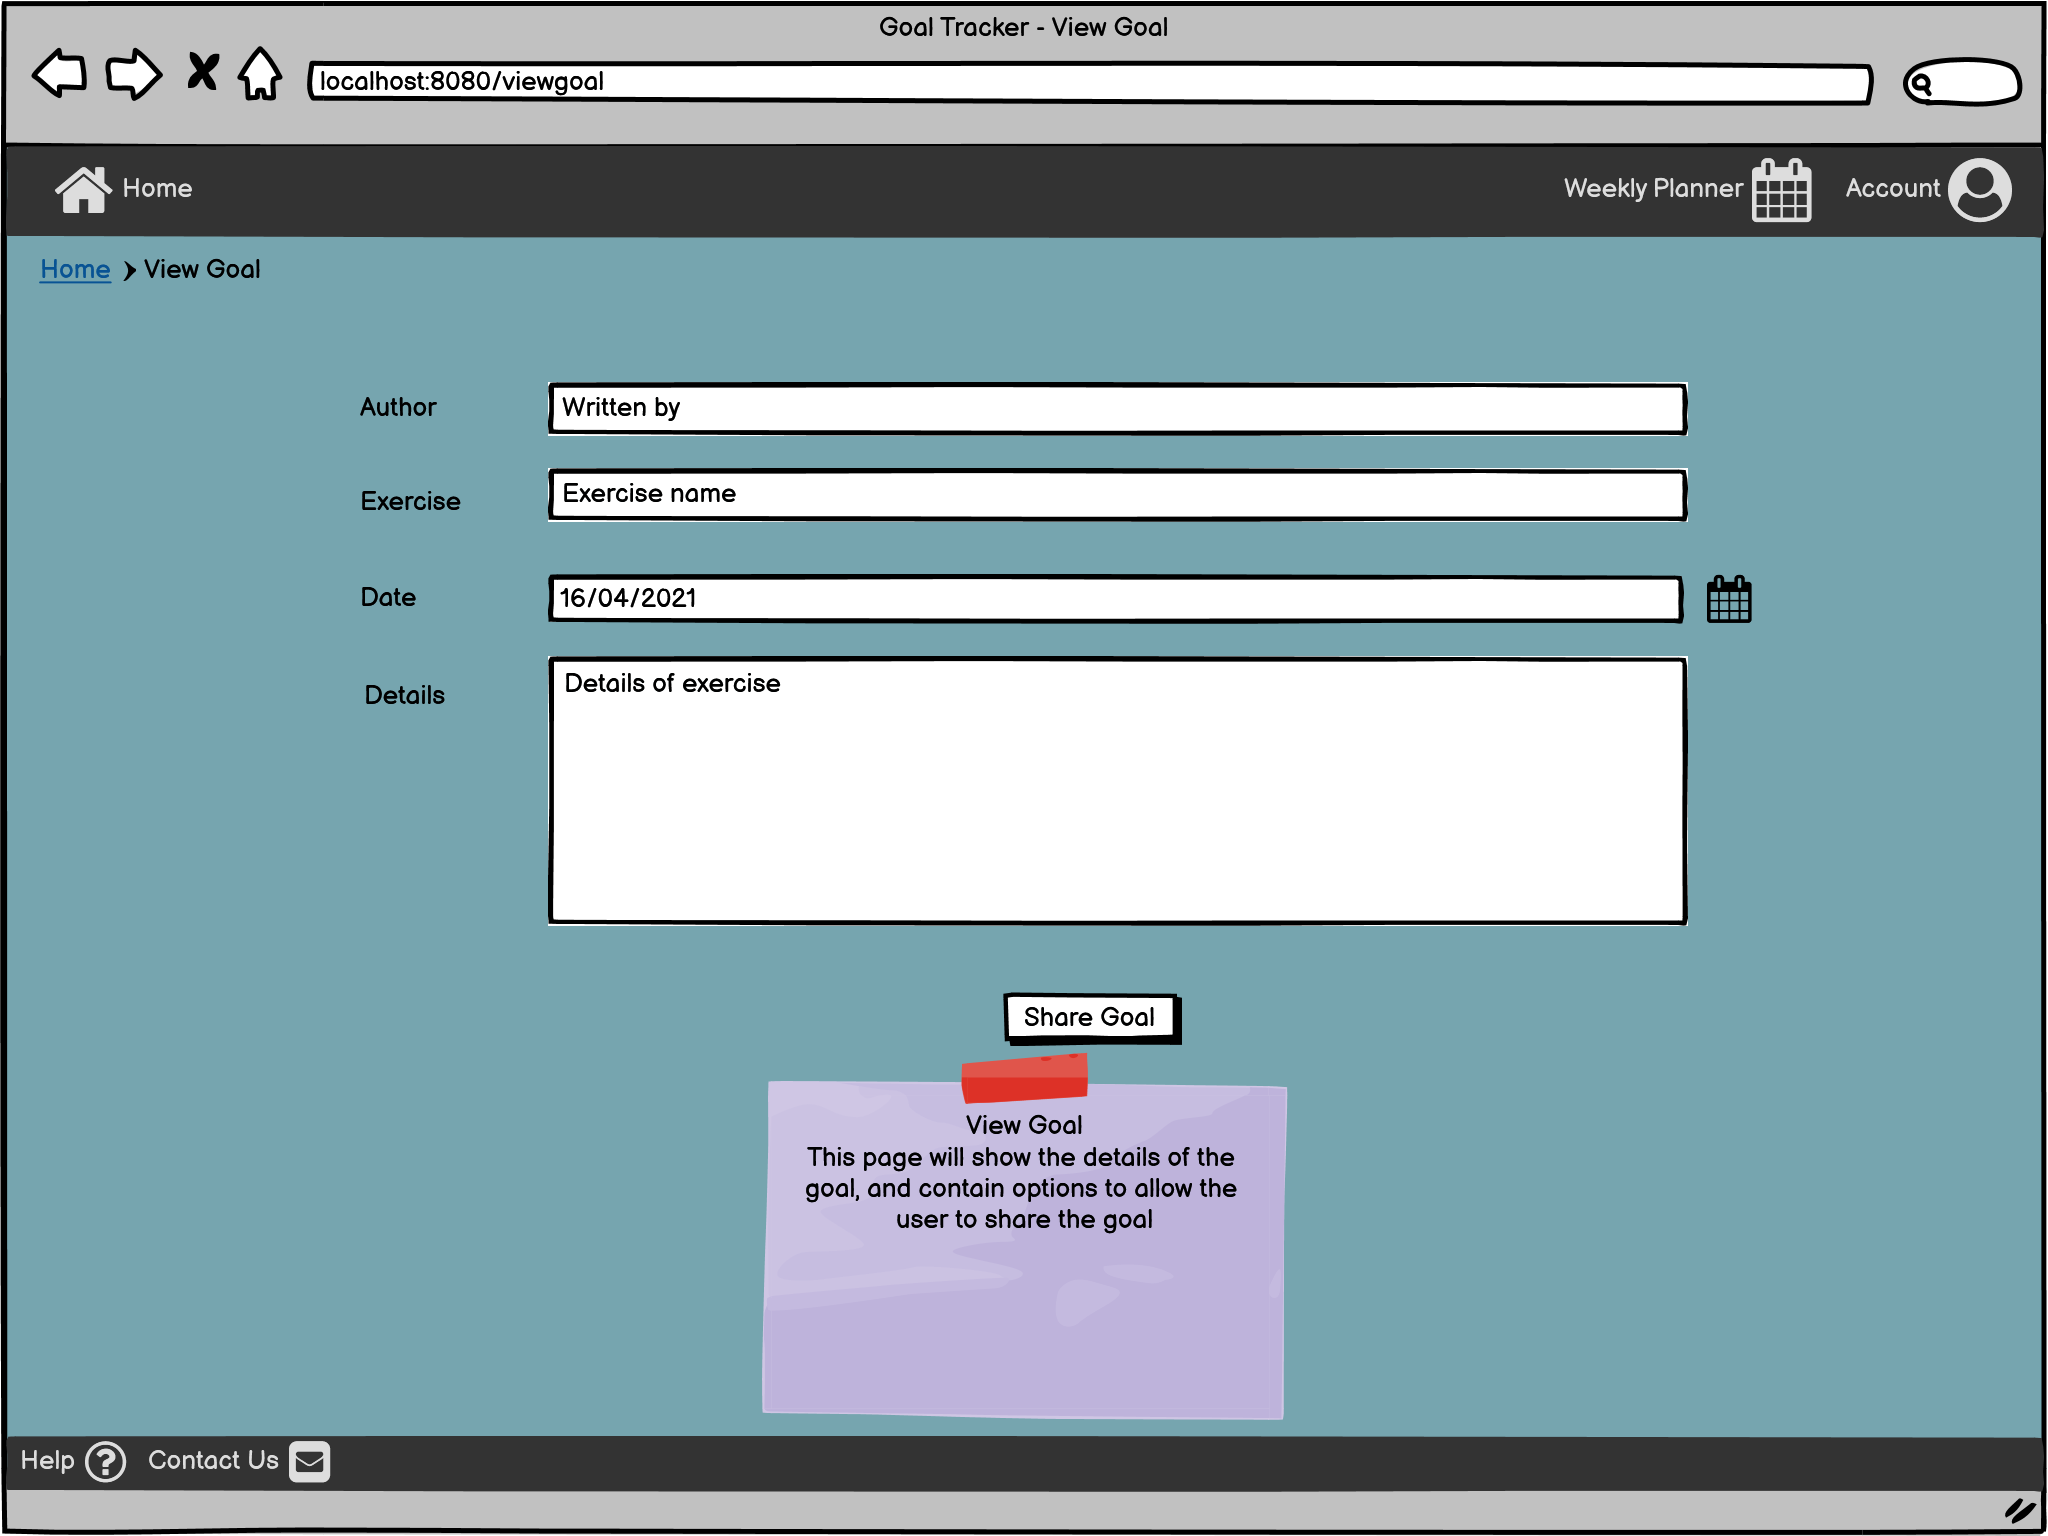 Goal Tracker - View Goal
localhost:8080/viewgoal
Home
Weekly Planner
Account
Home
View Goal
Author
Written by
Exercise
Exercise name
Date
16/04/2021
Details
Details of exercise
Share Goal
View Goal
This page will show the details of the
goal, and contain options to allow the
user to share the goal
Help ?
Contact Us